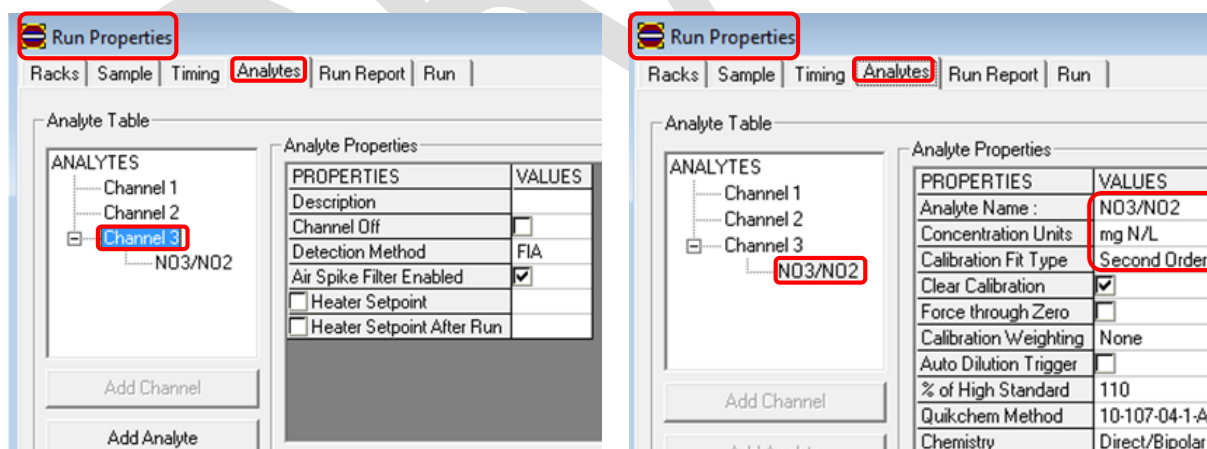 Run Properties
Racks Sample Timing Analytes Run Report Run
Analyte Table
ANALYTES
Channel 1
Channel 2
Channel 3
NO3/NO2
Add Channel
Add Analyte
Analyte Properties
PROPERTIES VALUES
Description
Channel Off
Detection Method FIA
Air Spike Filter Enabled
Heater Setpoint
Heater Setpoint After Run
Run Properties
Racks Sample Timing Analytes Run Report Run
Analyte Table
ANALYTES
Channel 1
Channel 2
Channel 3
NO3/NO2
Add Channel
Analyte Properties
PROPERTIES VALUES
Analyte Name : NO3/NO2
Concentration Units mg N/L
Calibration Fit Type Second Order
Clear Calibration
Force through Zero
Calibration Weighting None
Auto Dilution Trigger
% of High Standard 110
Quikchem Method 10-107-04-1-A
Chemistry Direct/Bipolar